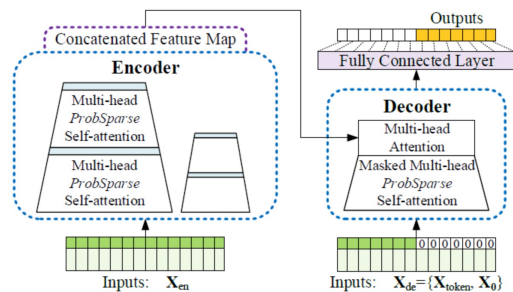 Outputs
Concatenated Feature Map
Fully Connected Layer
Encoder
Multi-head
ProbSparse
Self-attention
Multi-head
ProbSparse
Self-attention
Decoder
Multi-head
Attention
Masked Multi-head
ProbSparse
Self-attention
0 0 0 0 0 0 0
Inputs: Xen
Inputs: Xde={Xtoken, X0}